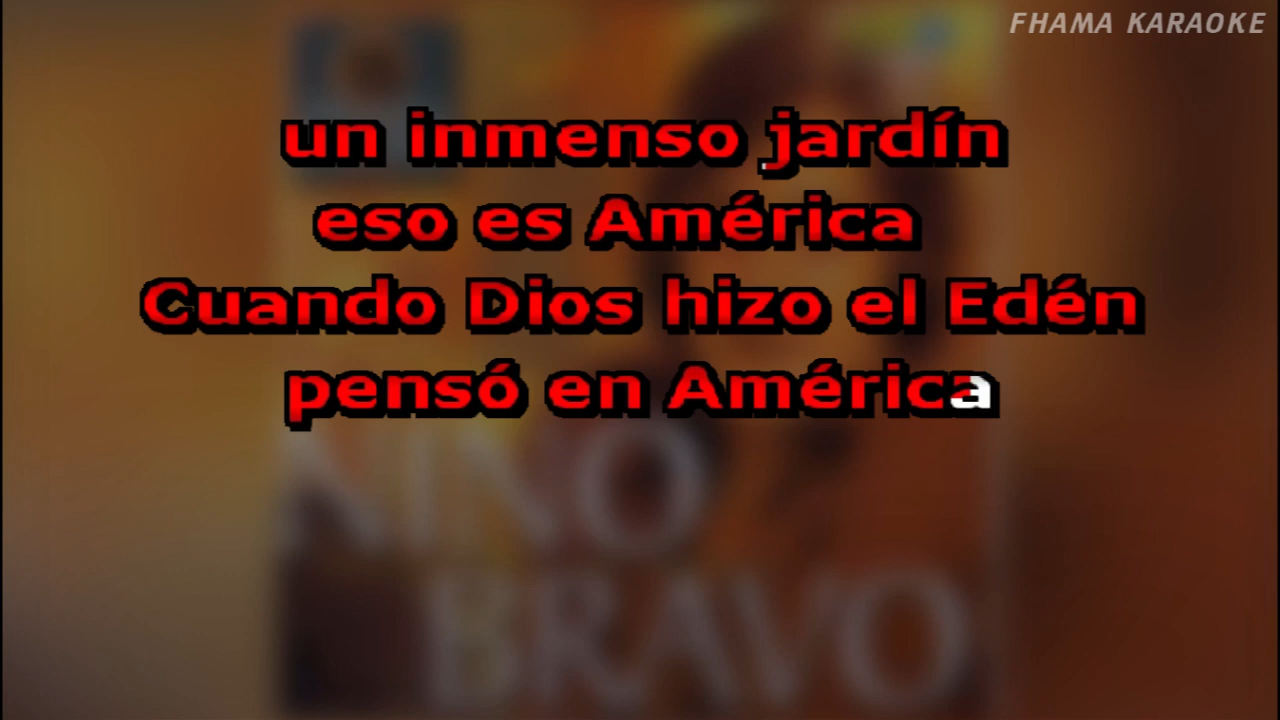 FHAMA KARAOKE
un inmenso jardín
eso es América
Cuando Dios hizo el Edén
pensó en América
NINO
BRAVO